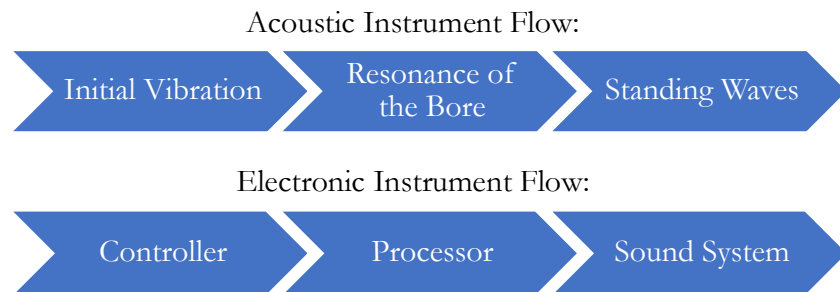 Acoustic Instrument Flow:
Initial Vibration
Resonance of
the Bore
Standing Waves
Electronic Instrument Flow:
Controller
Processor
Sound System